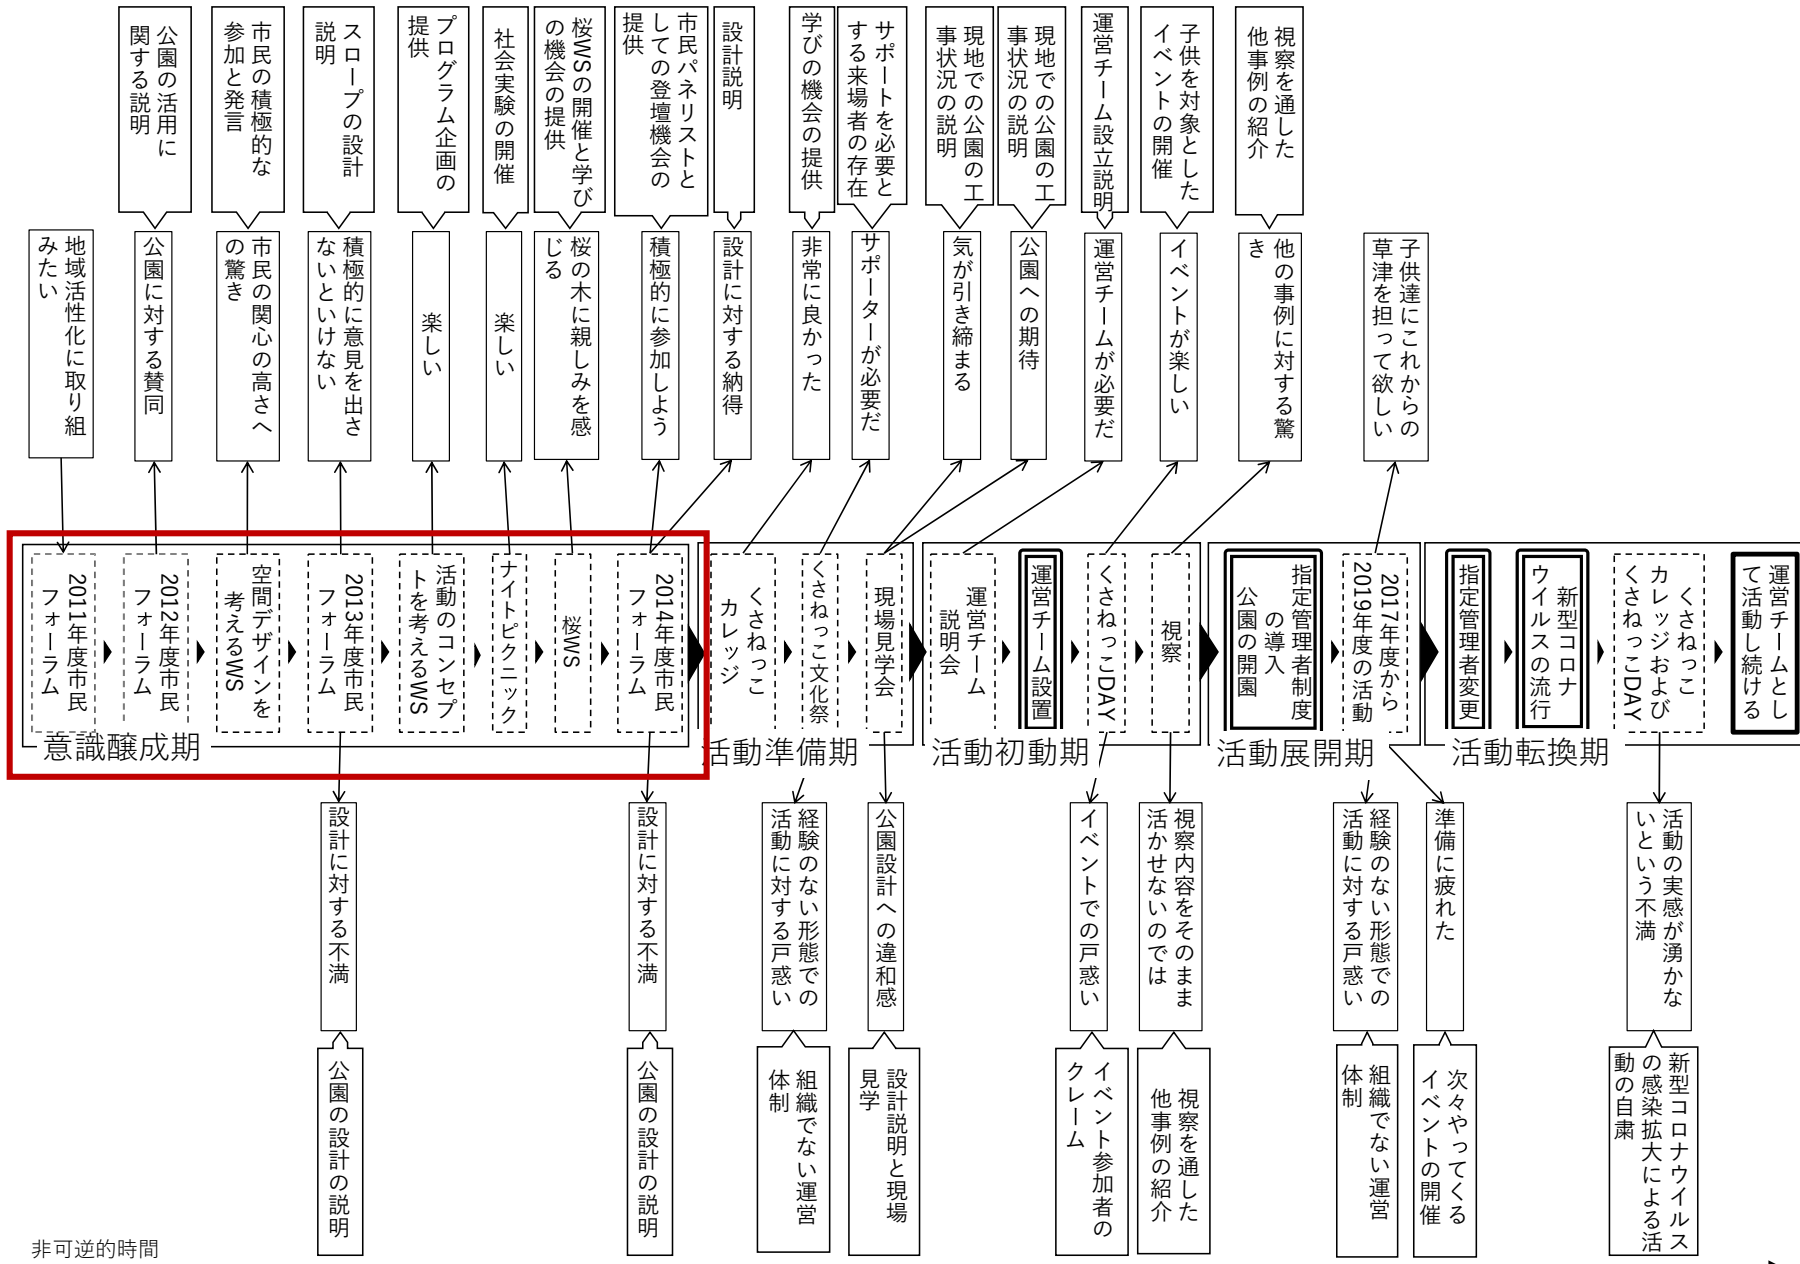 公園の活用に
関する説明
市民の積極的な
参加と発言
スロープの設計
説明
プログラム企画の
提供
社会実験の開催
桜WSの開催と学び
の機会の提供
市民パネリストと
しての登壇機会の
提供
設計説明
学びの機会の提供
サポートを必要と
する来場者の存在
現地での公園の工
事状況の説明
現地での公園の工
事状況の説明
運営チーム設立説明
子供を対象とした
イベントの開催
視察を通した
他事例の紹介
地域活性化に取り組
みたい
公園に対する賛同
市民の関心の高さへ
の驚き
積極的に意見を出さ
ないといけない
楽しい
楽しい
桜の木に親しみを感
じる
積極的に参加しよう
設計に対する納得
非常に良かった
サポーターが必要だ
気が引き締まる
公園への期待
運営チームが必要だ
イベントが楽しい
他の事例に対する驚
き
子供達にこれからの
草津を担って欲しい
2011年度市民
フォーラム
2012年度市民
フォーラム
空間デザインを
考えるWS
2013年度市民
フォーラム
活動のコンセプ
トを考えるWS
ナイトピクニック
桜WS
2014年度市民
フォーラム
くさねっこ
カレッジ
くさねっこ文化祭
現場見学会
運営チーム
説明会
運営チーム設置
くさねっこDAY
視察
指定管理者制度
の導入
公園の開園
2017年度から
2019年度の活動
指定管理者変更
新型コロナ
ウイルスの流行
くさねっこ
カレッジおよび
くさねっこDAY
運営チームとし
て活動し続ける
意識醸成期
活動準備期
活動初動期
活動展開期
活動転換期
設計に対する不満
設計に対する不満
経験のない形態での
活動に対する戸惑い
公園設計への違和感
イベントでの戸惑い
視察内容をそのまま
活かせないのでは
経験のない形態での
活動に対する戸惑い
準備に疲れた
活動の実感が湧かな
いという不満
公園の設計の説明
公園の設計の説明
組織でない運営
体制
設計説明と現場
見学
イベント参加者の
クレーム
視察を通した
他事例の紹介
組織でない運営
体制
次々やってくる
イベントの開催
新型コロナウイルス
の感染拡大による活
動の自粛
非可逆的時間